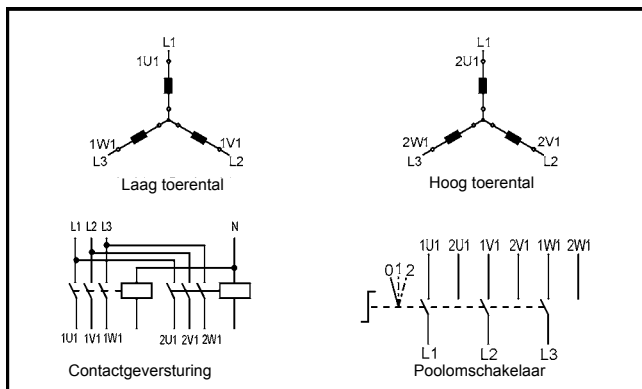 L1
1U1
1W1
1V1
L3
L2
Laag toerental
L1
2U1
2W1
2V1
L3
L2
Hoog toerental
L1 L2 L3 N
1U1 1V1 1W1 2U1 2V1 2W1
Contactgeversturing
1U1 2U1 1V1 2V1 1W1 2W1
0 1 2
L1 L2 L3
Poolomschakelaar